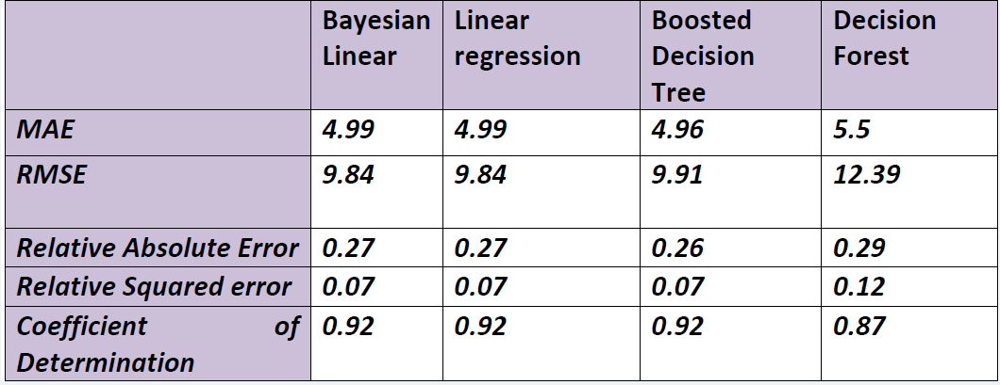 Bayesian Linear Boosted Decision
Linear regression Decision Forest
Tree
MAE 4.99 4.99 4.96 5.5
RMSE 9.84 9.84 9.91 12.39
Relative Absolute Error 0.27 0.27 0.26 0.29
Relative Squared error 0.07 0.07 0.07 0.12
Coefficient of 0.92 0.92 0.92 0.87
Determination